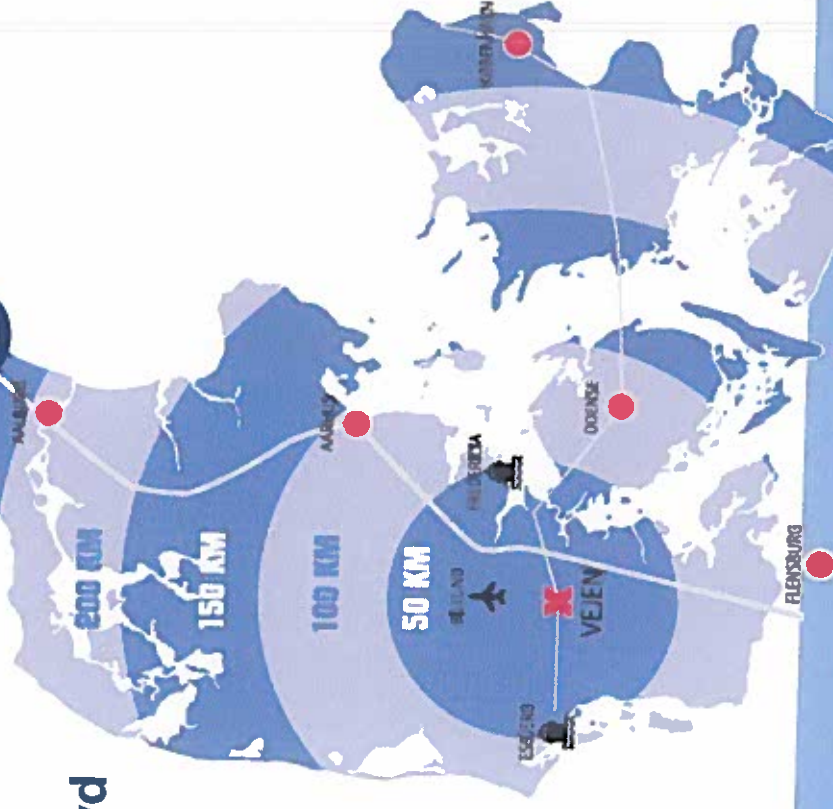 AALBORG
200 KM
150 KM
AARHUS
100 KM
50 KM
BILLUND
FREDERICIA
VEJEN
ESBJERG
ODENSE
KØBENHAVN
FLENSBURG